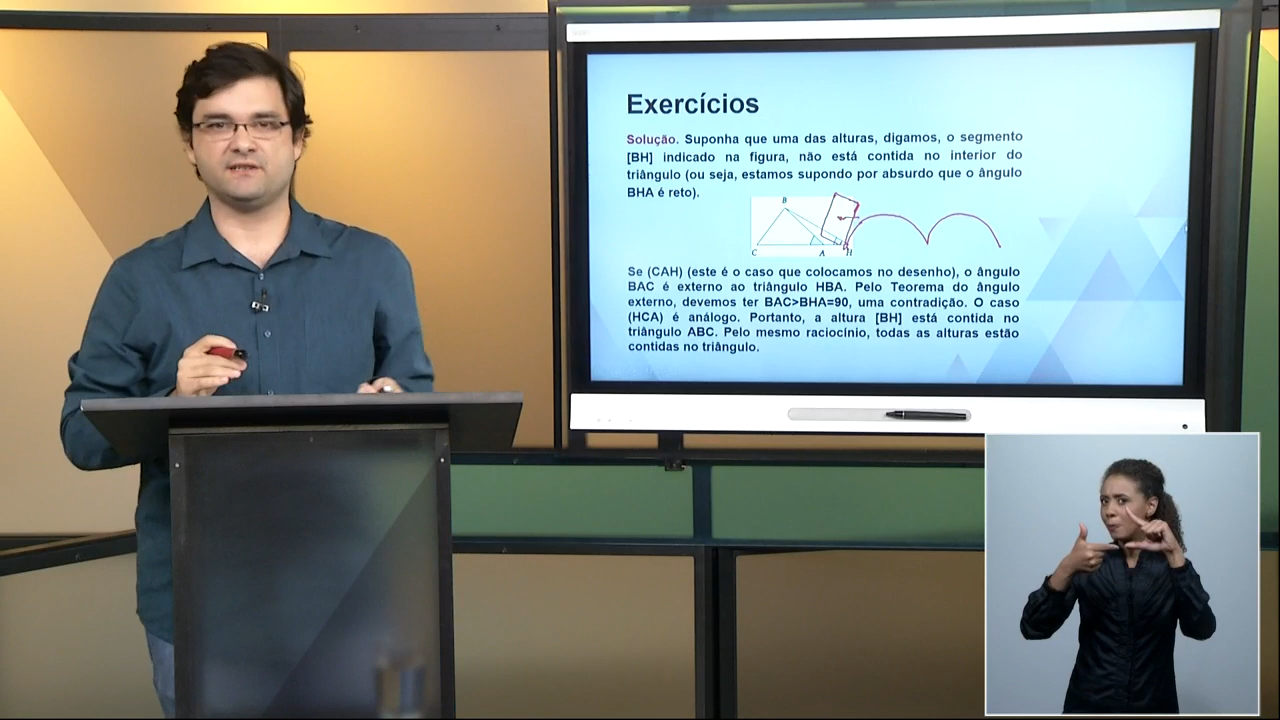 Exercícios
Solução. Suponha que uma das alturas, digamos, o segmento
[BH] indicado na figura, não está contida no interior do
triângulo (ou seja, estamos supondo por absurdo que o ângulo
BHA é reto).
B
C A H
Se (CAH) (este é o caso que colocamos no desenho), o ângulo
BAC é externo ao triângulo HBA. Pelo Teorema do ângulo
externo, devemos ter BAC>BHA=90, uma contradição. O caso
(HCA) é análogo. Portanto, a altura [BH] está contida no
triângulo ABC. Pelo mesmo raciocínio, todas as alturas estão
contidas no triângulo.